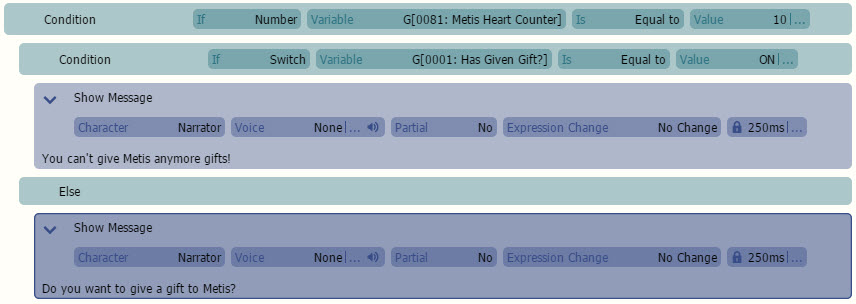 Condition If Number Variable G[0081: Metis Heart Counter] Is Equal to Value 10|...
Condition If Switch Variable G[0001: Has Given Gift?] Is Equal to Value ON|...
Show Message
Character Narrator Voice None|... Partial No Expression Change No Change 250ms|...
You can't give Metis anymore gifts!
Else
Show Message
Character Narrator Voice None|... Partial No Expression Change No Change 250ms|...
Do you want to give a gift to Metis?